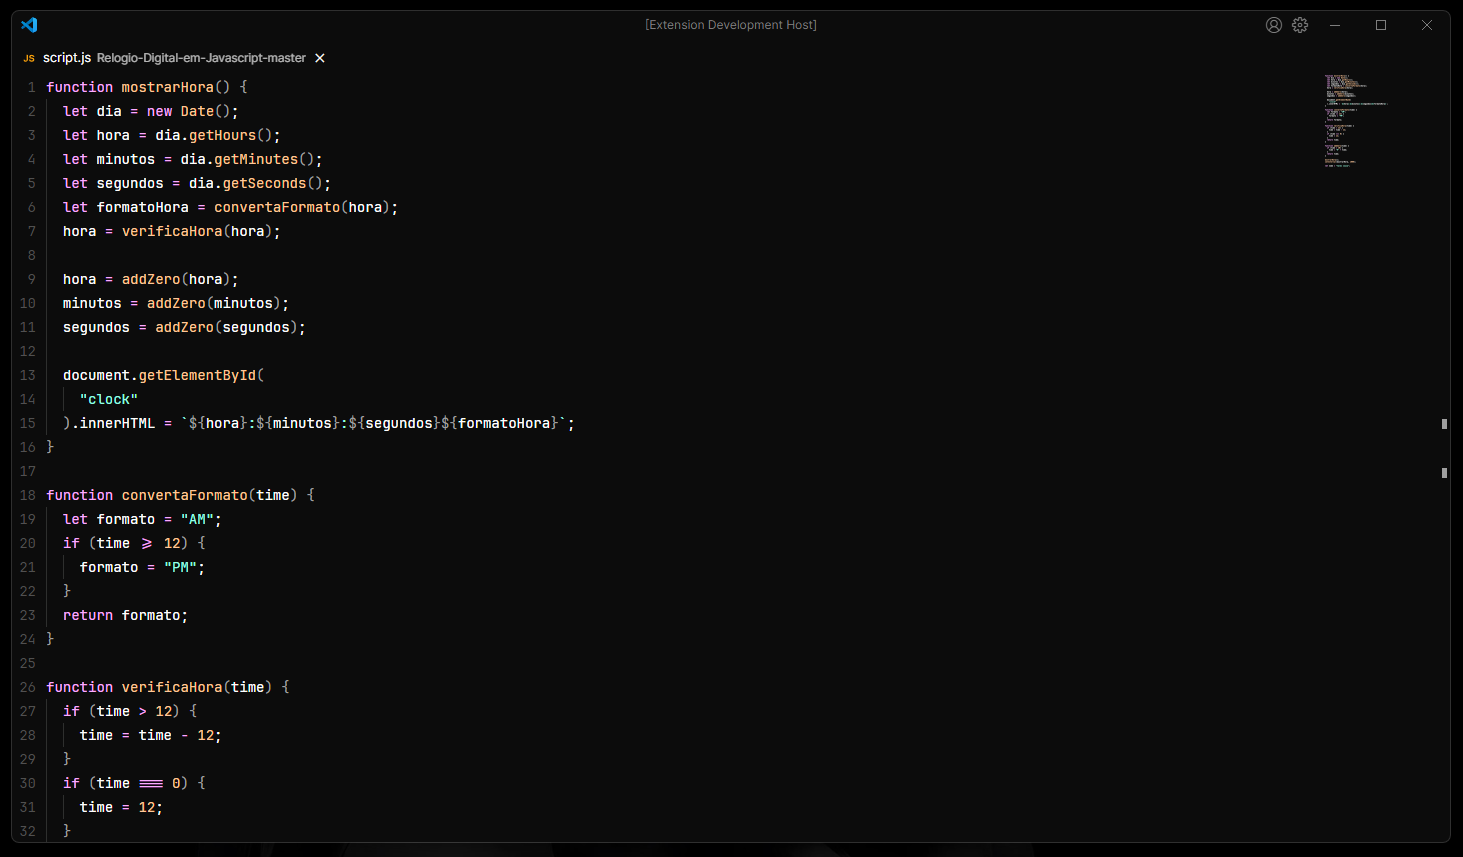 [Extension Development Host]
JS script.js Relogio-Digital-em-Javascript-master
1 function mostrarHora() {
2 let dia = new Date();
3 let hora = dia.getHours();
4 let minutos = dia.getMinutes();
5 let segundos = dia.getSeconds();
6 let formatoHora = convertaFormato(hora);
7 hora = verificaHora(hora);
8
9 hora = addZero(hora);
10 minutos = addZero(minutos);
11 segundos = addZero(segundos);
12
13 document.getElementById(
14 "clock"
15 ).innerHTML = `${hora}:${minutos}:${segundos}${formatoHora}`;
16 }
17
18 function convertaFormato(time) {
19 let formato = "AM";
20 if (time >= 12) {
21 formato = "PM";
22 }
23 return formato;
24 }
25
26 function verificaHora(time) {
27 if (time > 12) {
28 time = time - 12;
29 }
30 if (time === 0) {
31 time = 12;
32 }